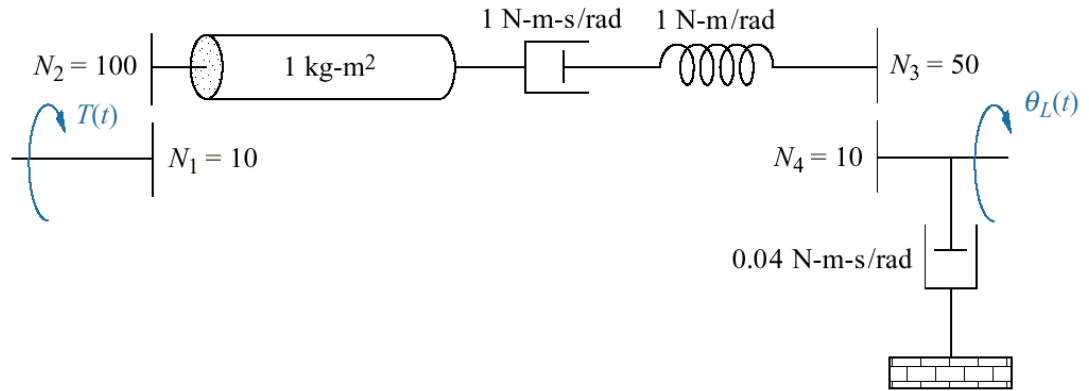 1 N-m-s/rad
1 N-m/rad
N₂ = 100
1 kg-m²
N₃ = 50
T(t)
θL(t)
N₁ = 10
N₄ = 10
0.04 N-m-s/rad